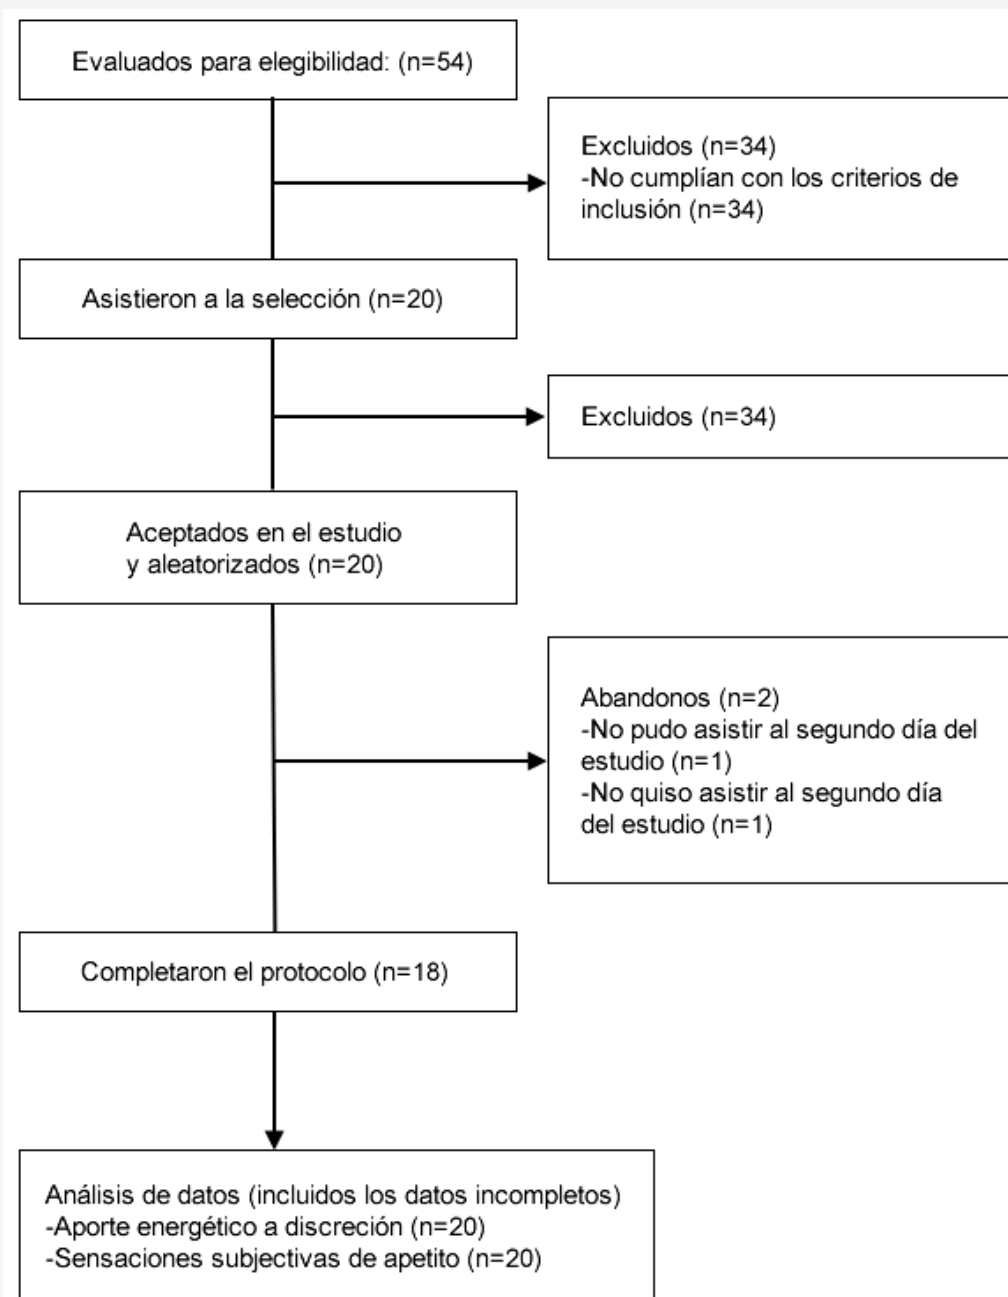 Evaluados para elegibilidad: (n=54)
Excluidos (n=34)
-No cumplían con los criterios de
inclusión (n=34)
Asistieron a la selección (n=20)
Excluidos (n=34)
Aceptados en el estudio
y aleatorizados (n=20)
Abandonos (n=2)
-No pudo asistir al segundo día del
estudio (n=1)
-No quiso asistir al segundo día
del estudio (n=1)
Completaron el protocolo (n=18)
Análisis de datos (incluidos los datos incompletos)
-Aporte energético a discreción (n=20)
-Sensaciones subjectivas de apetito (n=20)